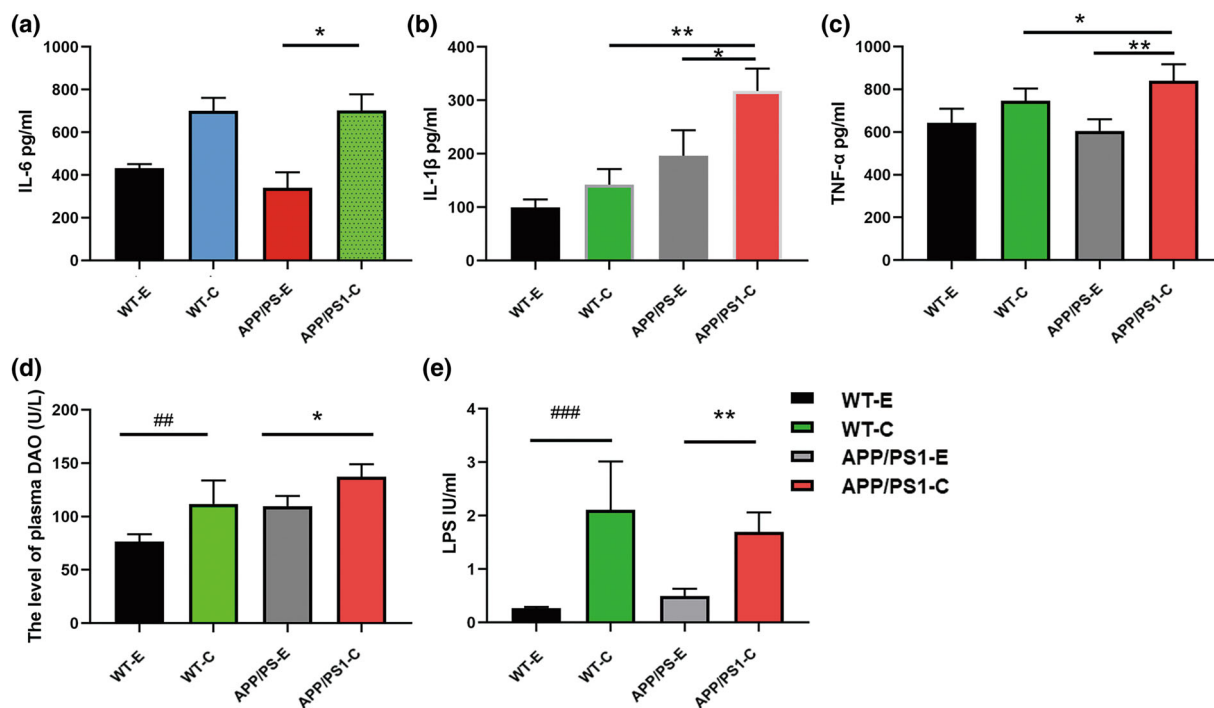 (a)
*
1000
800
600
400
200
0
IL-6 pg/ml
WT-E
WT-C
APP/PS-E
APP/PS1-C
(b)
**
*
400
300
200
100
0
IL-1β pg/ml
WT-E
WT-C
APP/PS-E
APP/PS1-C
(c)
*
**
1000
800
600
400
200
0
TNF-α pg/ml
WT-E
WT-C
APP/PS-E
APP/PS1-C
(d)
##
*
200
150
100
50
0
The level of plasma DAO (U/L)
WT-E
WT-C
APP/PS-E
APP/PS1-C
(e)
###
**
4
3
2
1
0
LPS IU/ml
WT-E
WT-C
APP/PS-E
APP/PS1-C
WT-E
WT-C
APP/PS1-E
APP/PS1-C